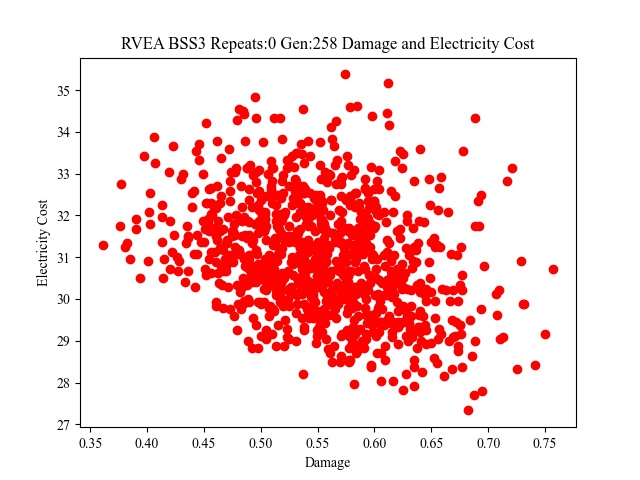 RVEA BSS3 Repeats:0 Gen:258 Damage and Electricity Cost
35
34
33
32
31
30
29
28
27
Electricity Cost
0.35 0.40 0.45 0.50 0.55 0.60 0.65 0.70 0.75
Damage